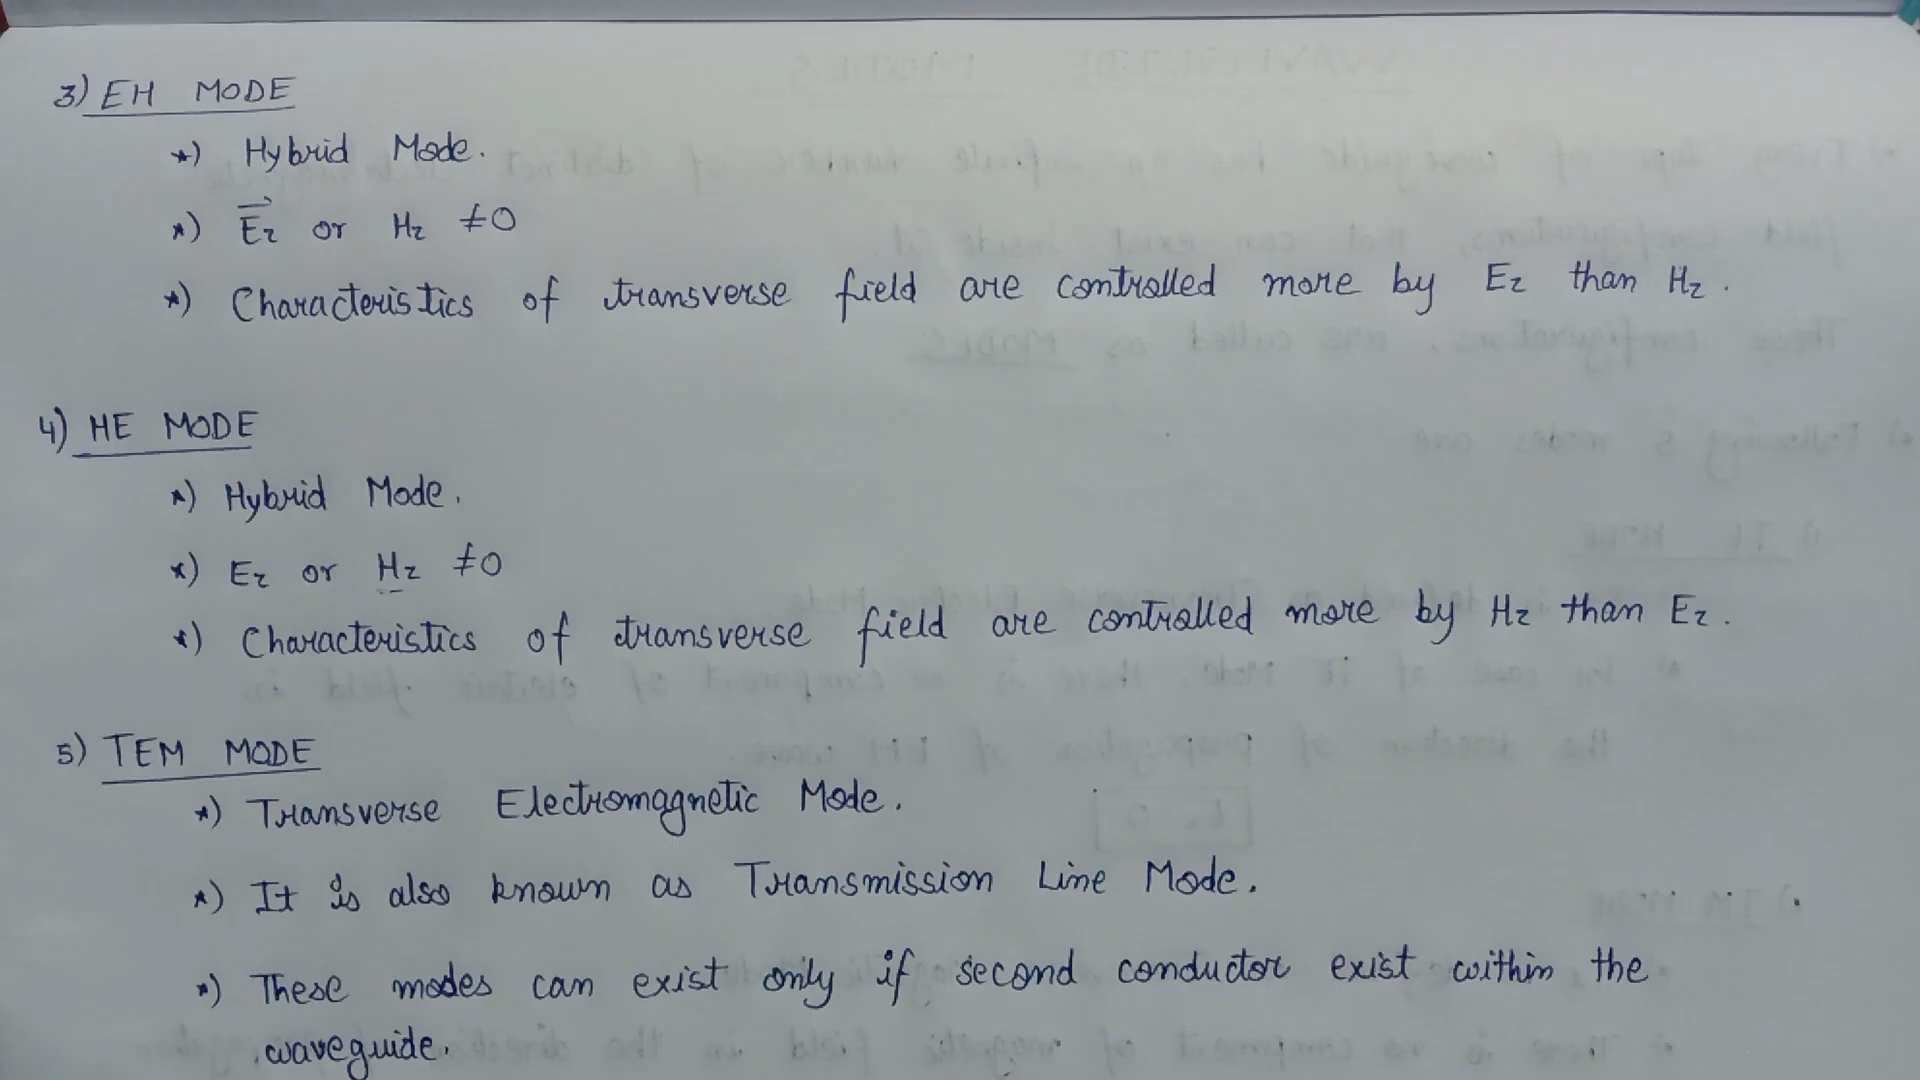 3) EH MODE
*) Hybrid Mode.
*) E⃗z or Hz ≠0
*) Characteristics of transverse field are controlled more by Ez than Hz.
4) HE MODE
*) Hybrid Mode.
*) Ez or Hz ≠0
*) Characteristics of transverse field are controlled more by Hz than Ez.
5) TEM MODE
*) Transverse Electromagnetic Mode.
*) It is also known as Transmission Line Mode.
*) These modes can exist only if second conductor exist within the
waveguide.